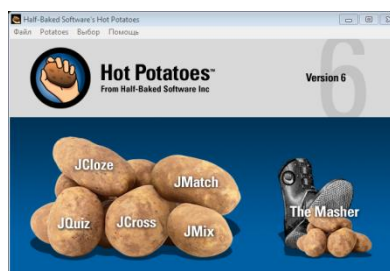 Half-Baked Software's Hot Potatoes
Файл Potatoes Выбор Помощь
Hot Potatoes™
From Half-Baked Software Inc
Version 6
6
JCloze
JMatch
JQuiz
JCross
JMix
The Masher